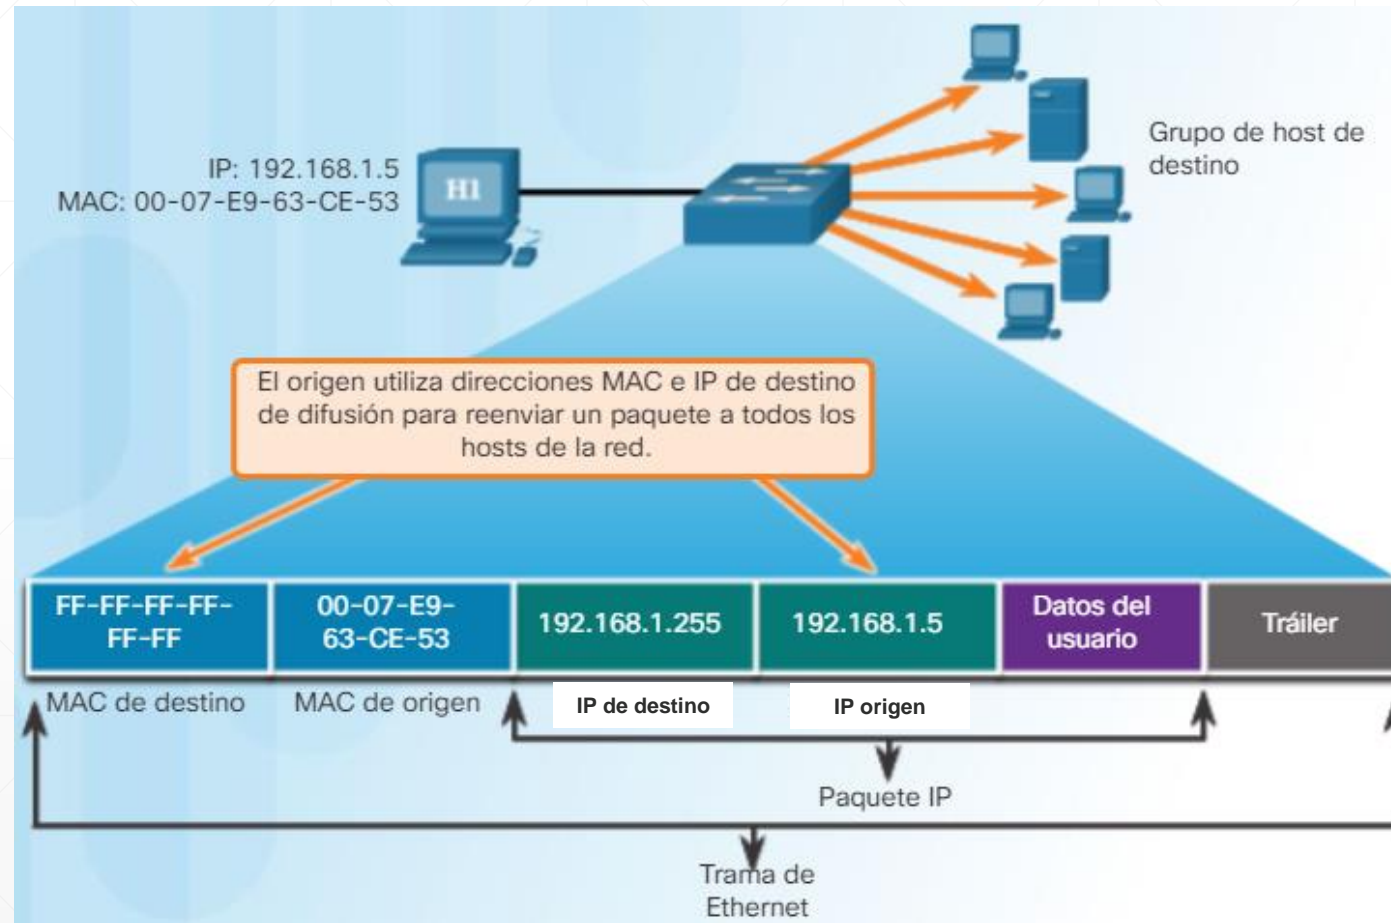 IP: 192.168.1.5
MAC: 00-07-E9-63-CE-53
H1
Grupo de host de
destino
El origen utiliza direcciones MAC e IP de destino
de difusión para reenviar un paquete a todos los
hosts de la red.
FF-FF-FF-FF-
FF-FF
00-07-E9-
63-CE-53
192.168.1.255
192.168.1.5
Datos del
usuario
Tráiler
MAC de destino
MAC de origen
IP de destino
IP origen
Paquete IP
Trama de
Ethernet